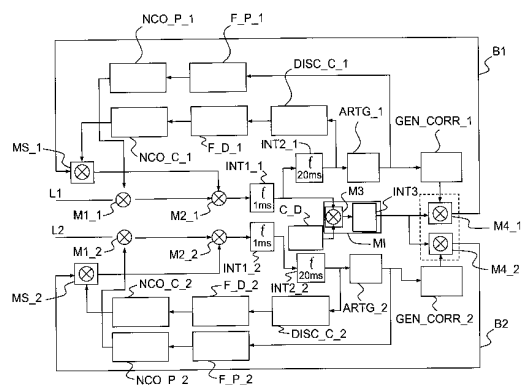 NCO_P_1
F_P_1
B1
DISC_C_1
ARTG_1
INT2_1
GEN_CORR_1
MS_1
NCO_C_1
F_D_1
INT1_1
∫
20ms
M3
INT3
L1
M1_1
M2_1
∫
1ms
C_D
M4_1
L2
M1_2
M2_2
∫
1ms
M1
M4_2
MS_2
INT1_2
∫
20ms
INT2_2
ARTG_2
GEN_CORR_2
NCO_C_2
F_D_2
DISC_C_2
B2
NCO_P_2
F_P_2